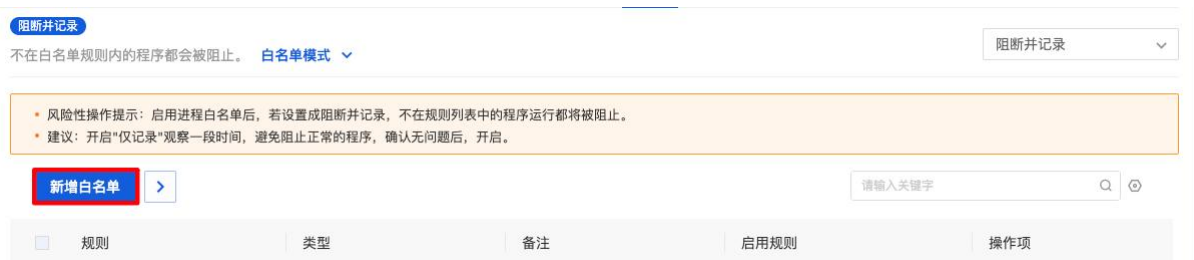 阻断并记录
不在白名单规则内的程序都会被阻止。 白名单模式
阻断并记录
• 风险性操作提示：启用进程白名单后，若设置成阻断并记录，不在规则列表中的程序运行都将被阻止。
• 建议：开启"仅记录"观察一段时间，避免阻止正常的程序，确认无问题后，开启。
新增白名单
请输入关键字
规则 类型 备注 启用规则 操作项